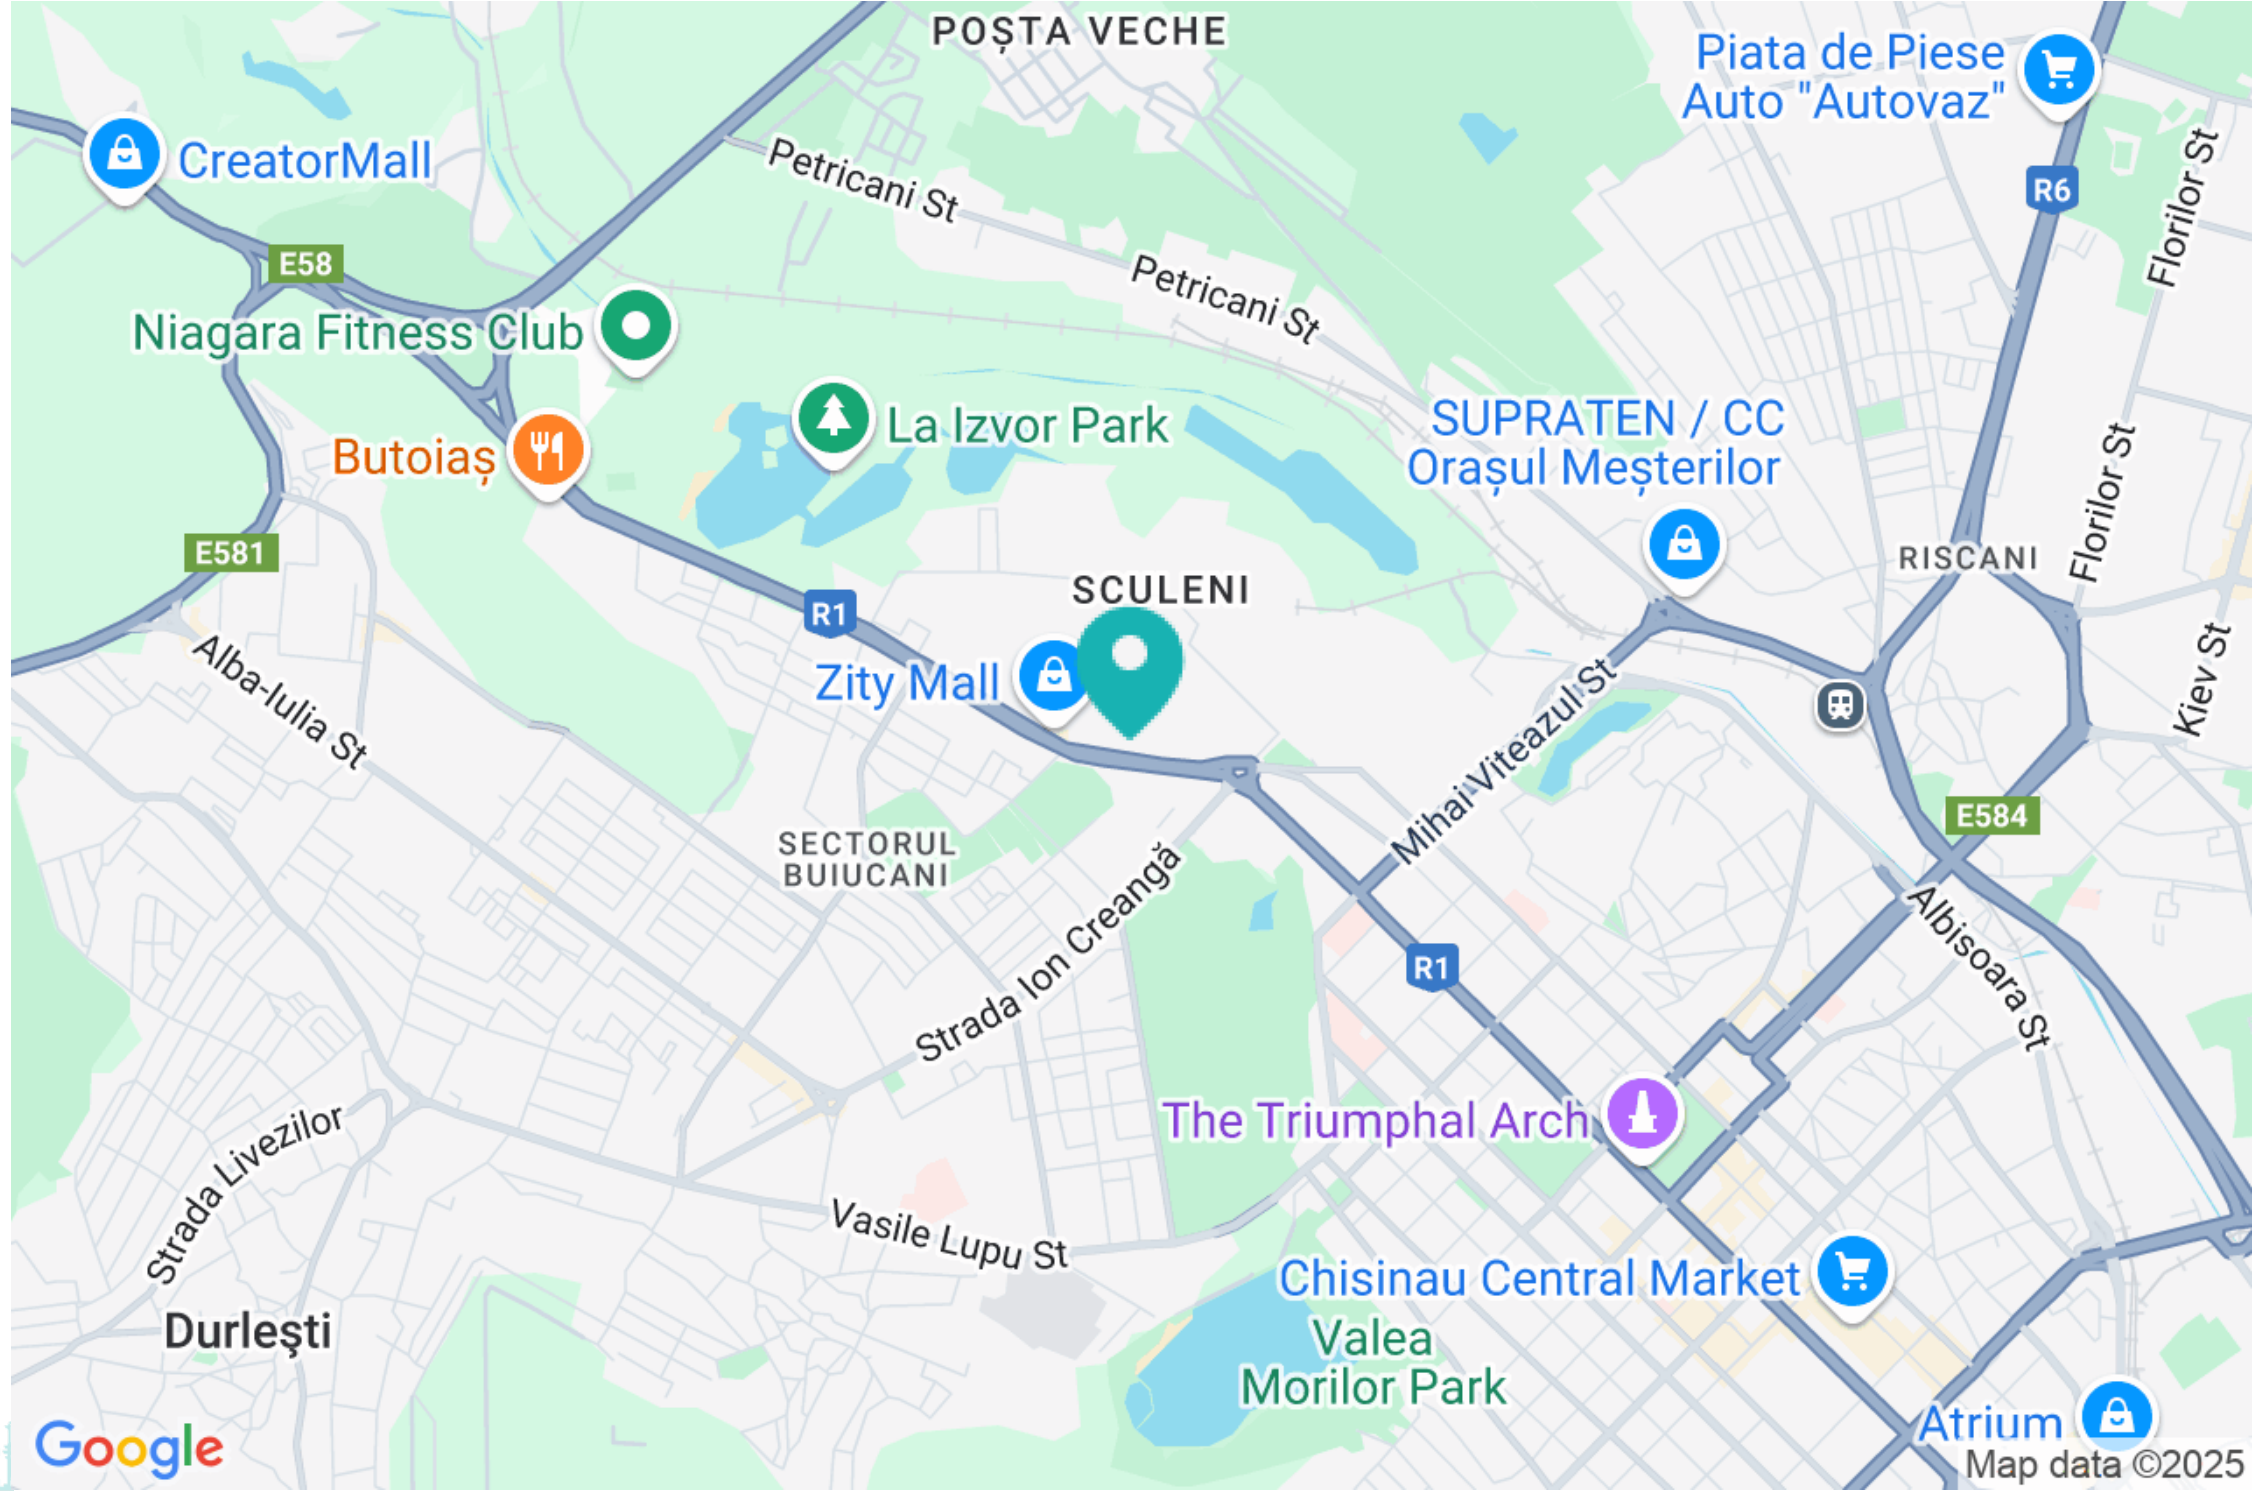 POȘTA VECHE
Piata de Piese
Auto "Autovaz"
CreatorMall
Petricani St
R6
Florilor St
E58
Petricani St
Niagara Fitness Club
La Izvor Park
SUPRATEN / CC
Orașul Meșterilor
Butoiaș
Florilor St
E581
RISCANI
SCULENI
R1
Alba-Iulia St
Zity Mall
Mihai Viteazul St
Kiev St
E584
SECTORUL
BUIUCANI
Strada Ion Creangă
Albisoara St
R1
The Triumphal Arch
Strada Livezilor
Vasile Lupu St
Chisinau Central Market
Durleşti
Valea
Morilor Park
Atrium
Google
Map data ©2025